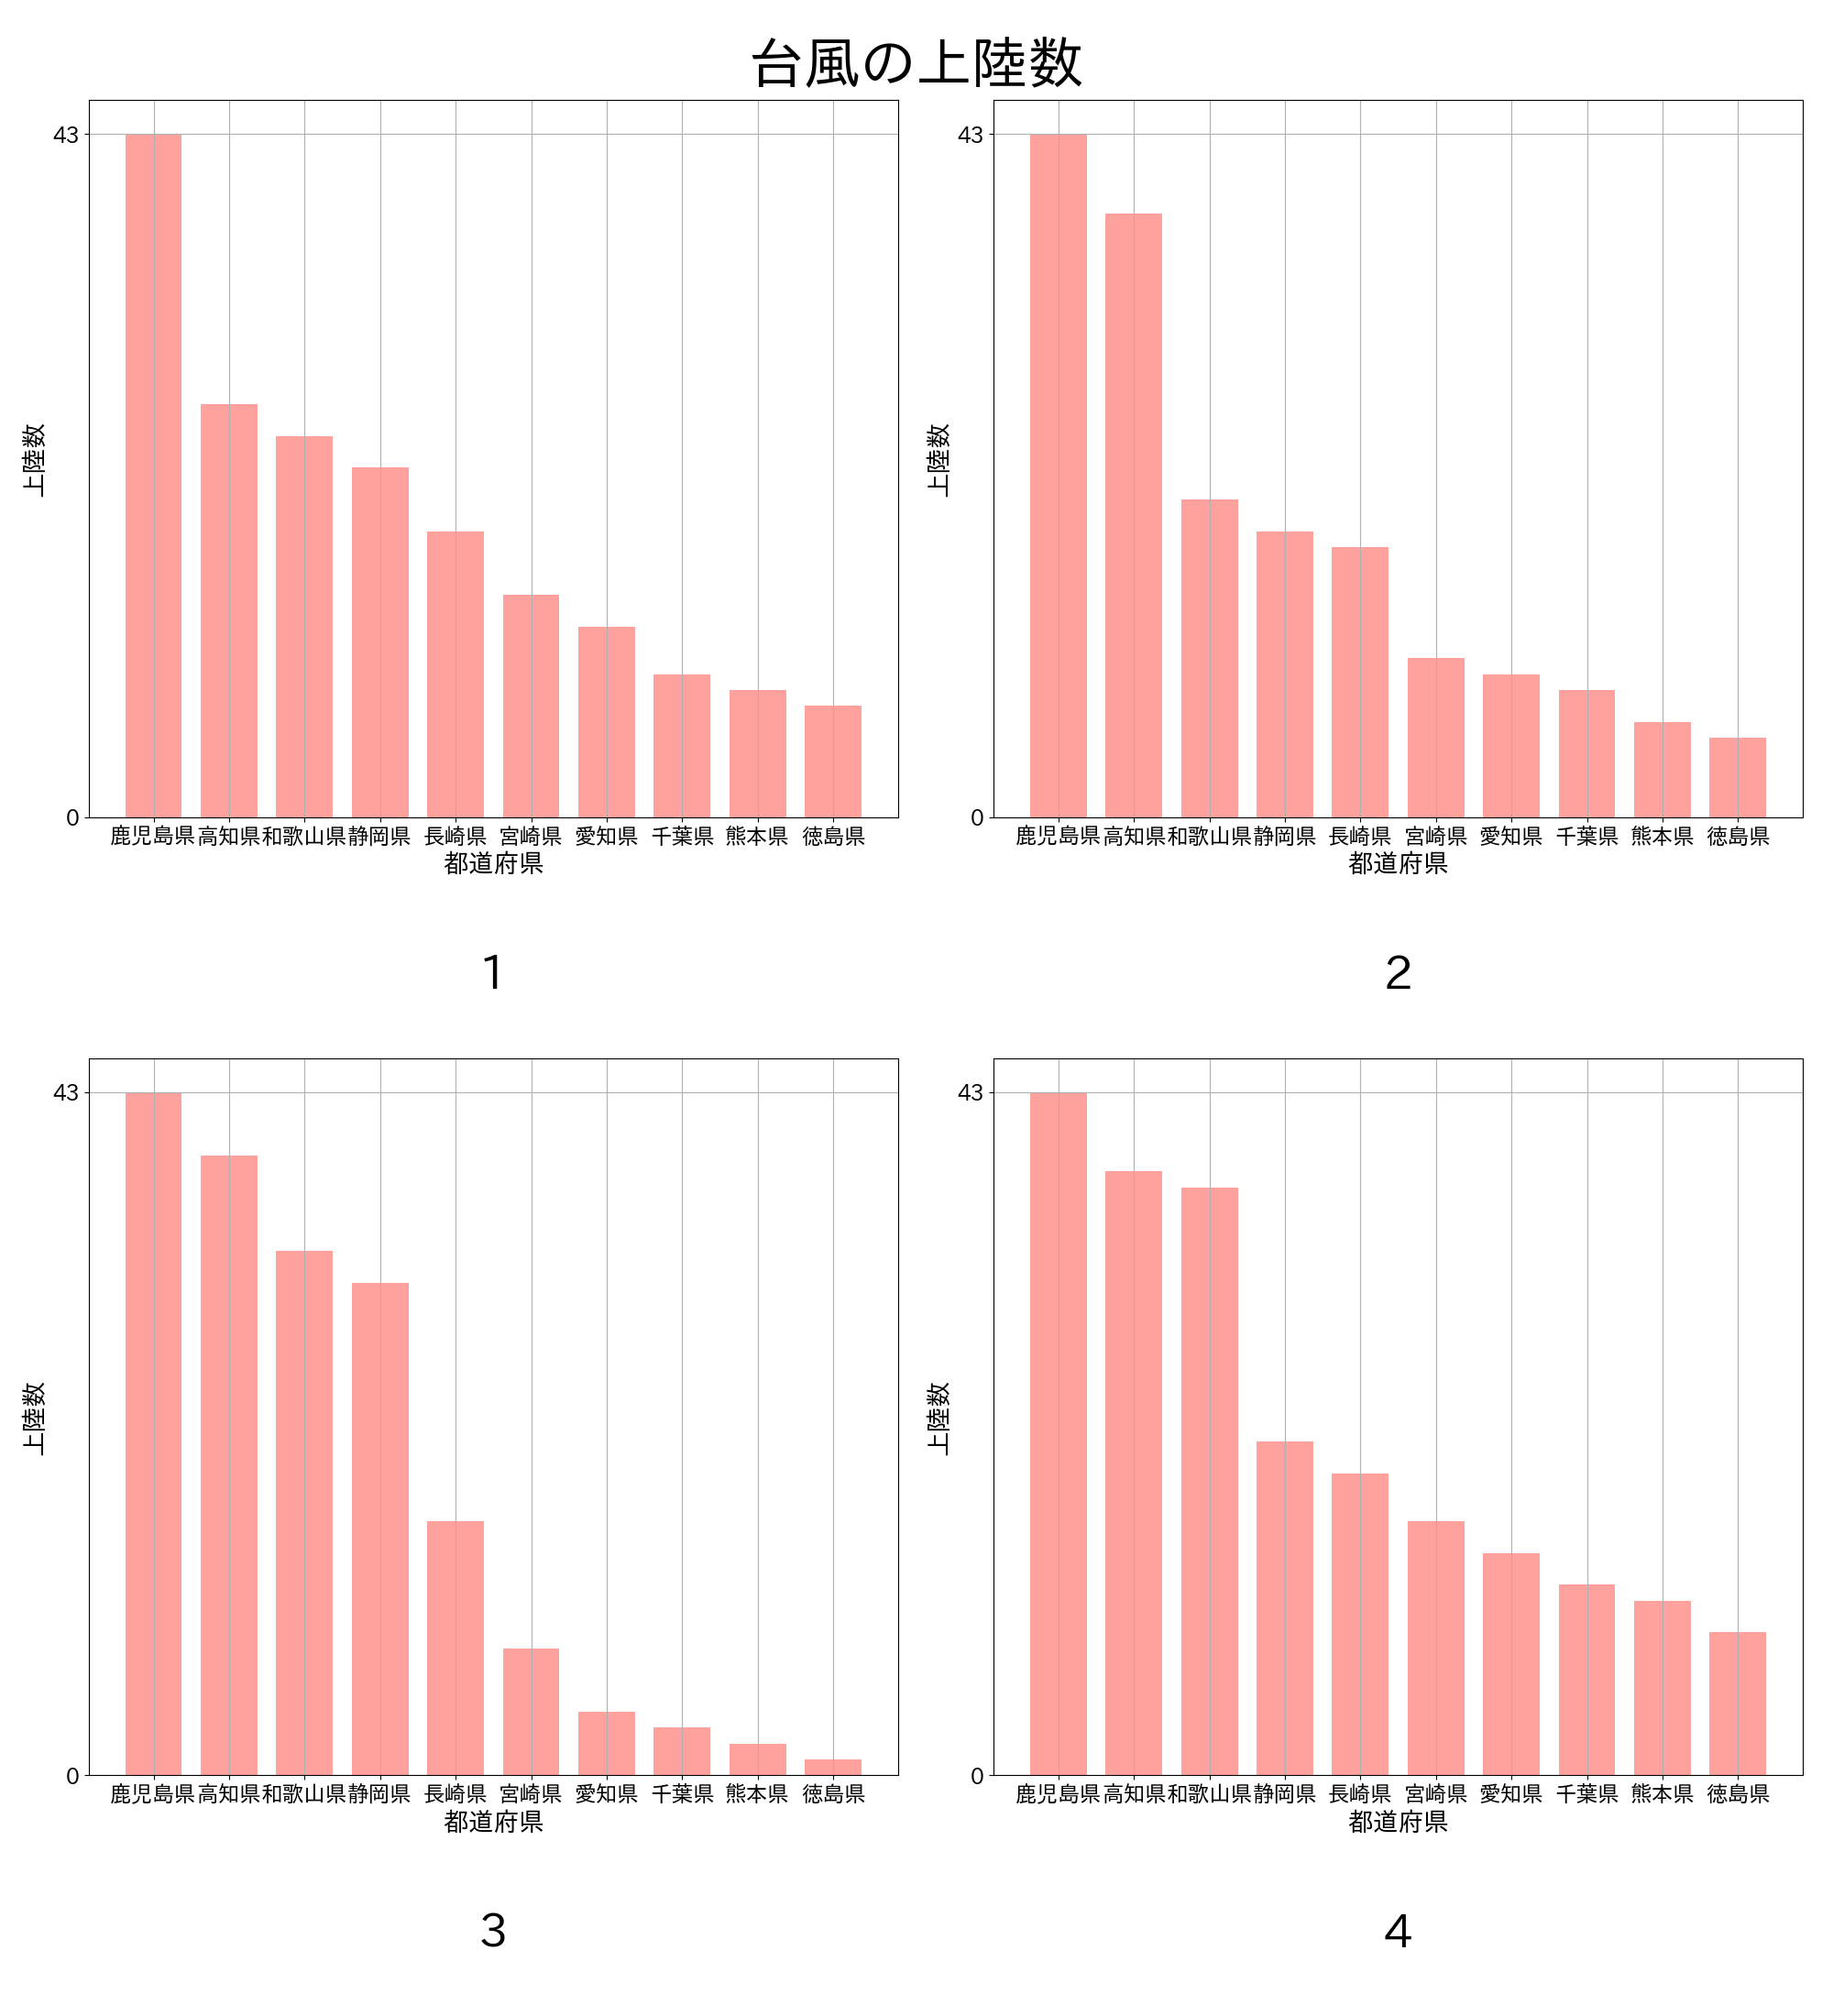 台風の上陸数
43
上陸数
0
鹿児島県 高知県 和歌山県 静岡県 長崎県 宮崎県 愛知県 千葉県 熊本県 徳島県
都道府県
1
43
上陸数
0
鹿児島県 高知県 和歌山県 静岡県 長崎県 宮崎県 愛知県 千葉県 熊本県 徳島県
都道府県
2
43
上陸数
0
鹿児島県 高知県 和歌山県 静岡県 長崎県 宮崎県 愛知県 千葉県 熊本県 徳島県
都道府県
3
43
上陸数
0
鹿児島県 高知県 和歌山県 静岡県 長崎県 宮崎県 愛知県 千葉県 熊本県 徳島県
都道府県
4